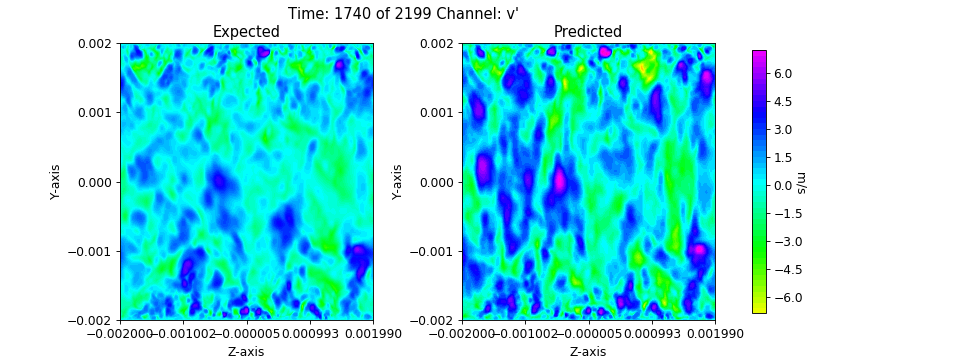 Time: 1740 of 2199 Channel: v'
Expected
Predicted
0.002
0.001
0.000
−0.001
−0.002
Y-axis
−0.002000 −0.001002 −0.000005 0.000993 0.001990
Z-axis
0.002
0.001
0.000
−0.001
−0.002
Y-axis
−0.002000 −0.001002 −0.000005 0.000993 0.001990
Z-axis
6.0
4.5
3.0
1.5
0.0
−1.5
−3.0
−4.5
−6.0
m/s